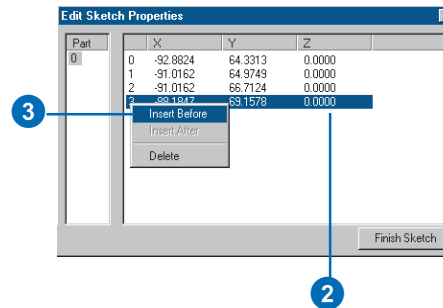 Edit Sketch Properties
Part X Y Z
0 0 -92.8824 64.3313 0.0000
1 -91.0162 64.9749 0.0000
2 -91.0162 66.7124 0.0000
3 -88.1847 69.1578 0.0000
3 Insert Before
Insert After
Delete
Finish Sketch
2